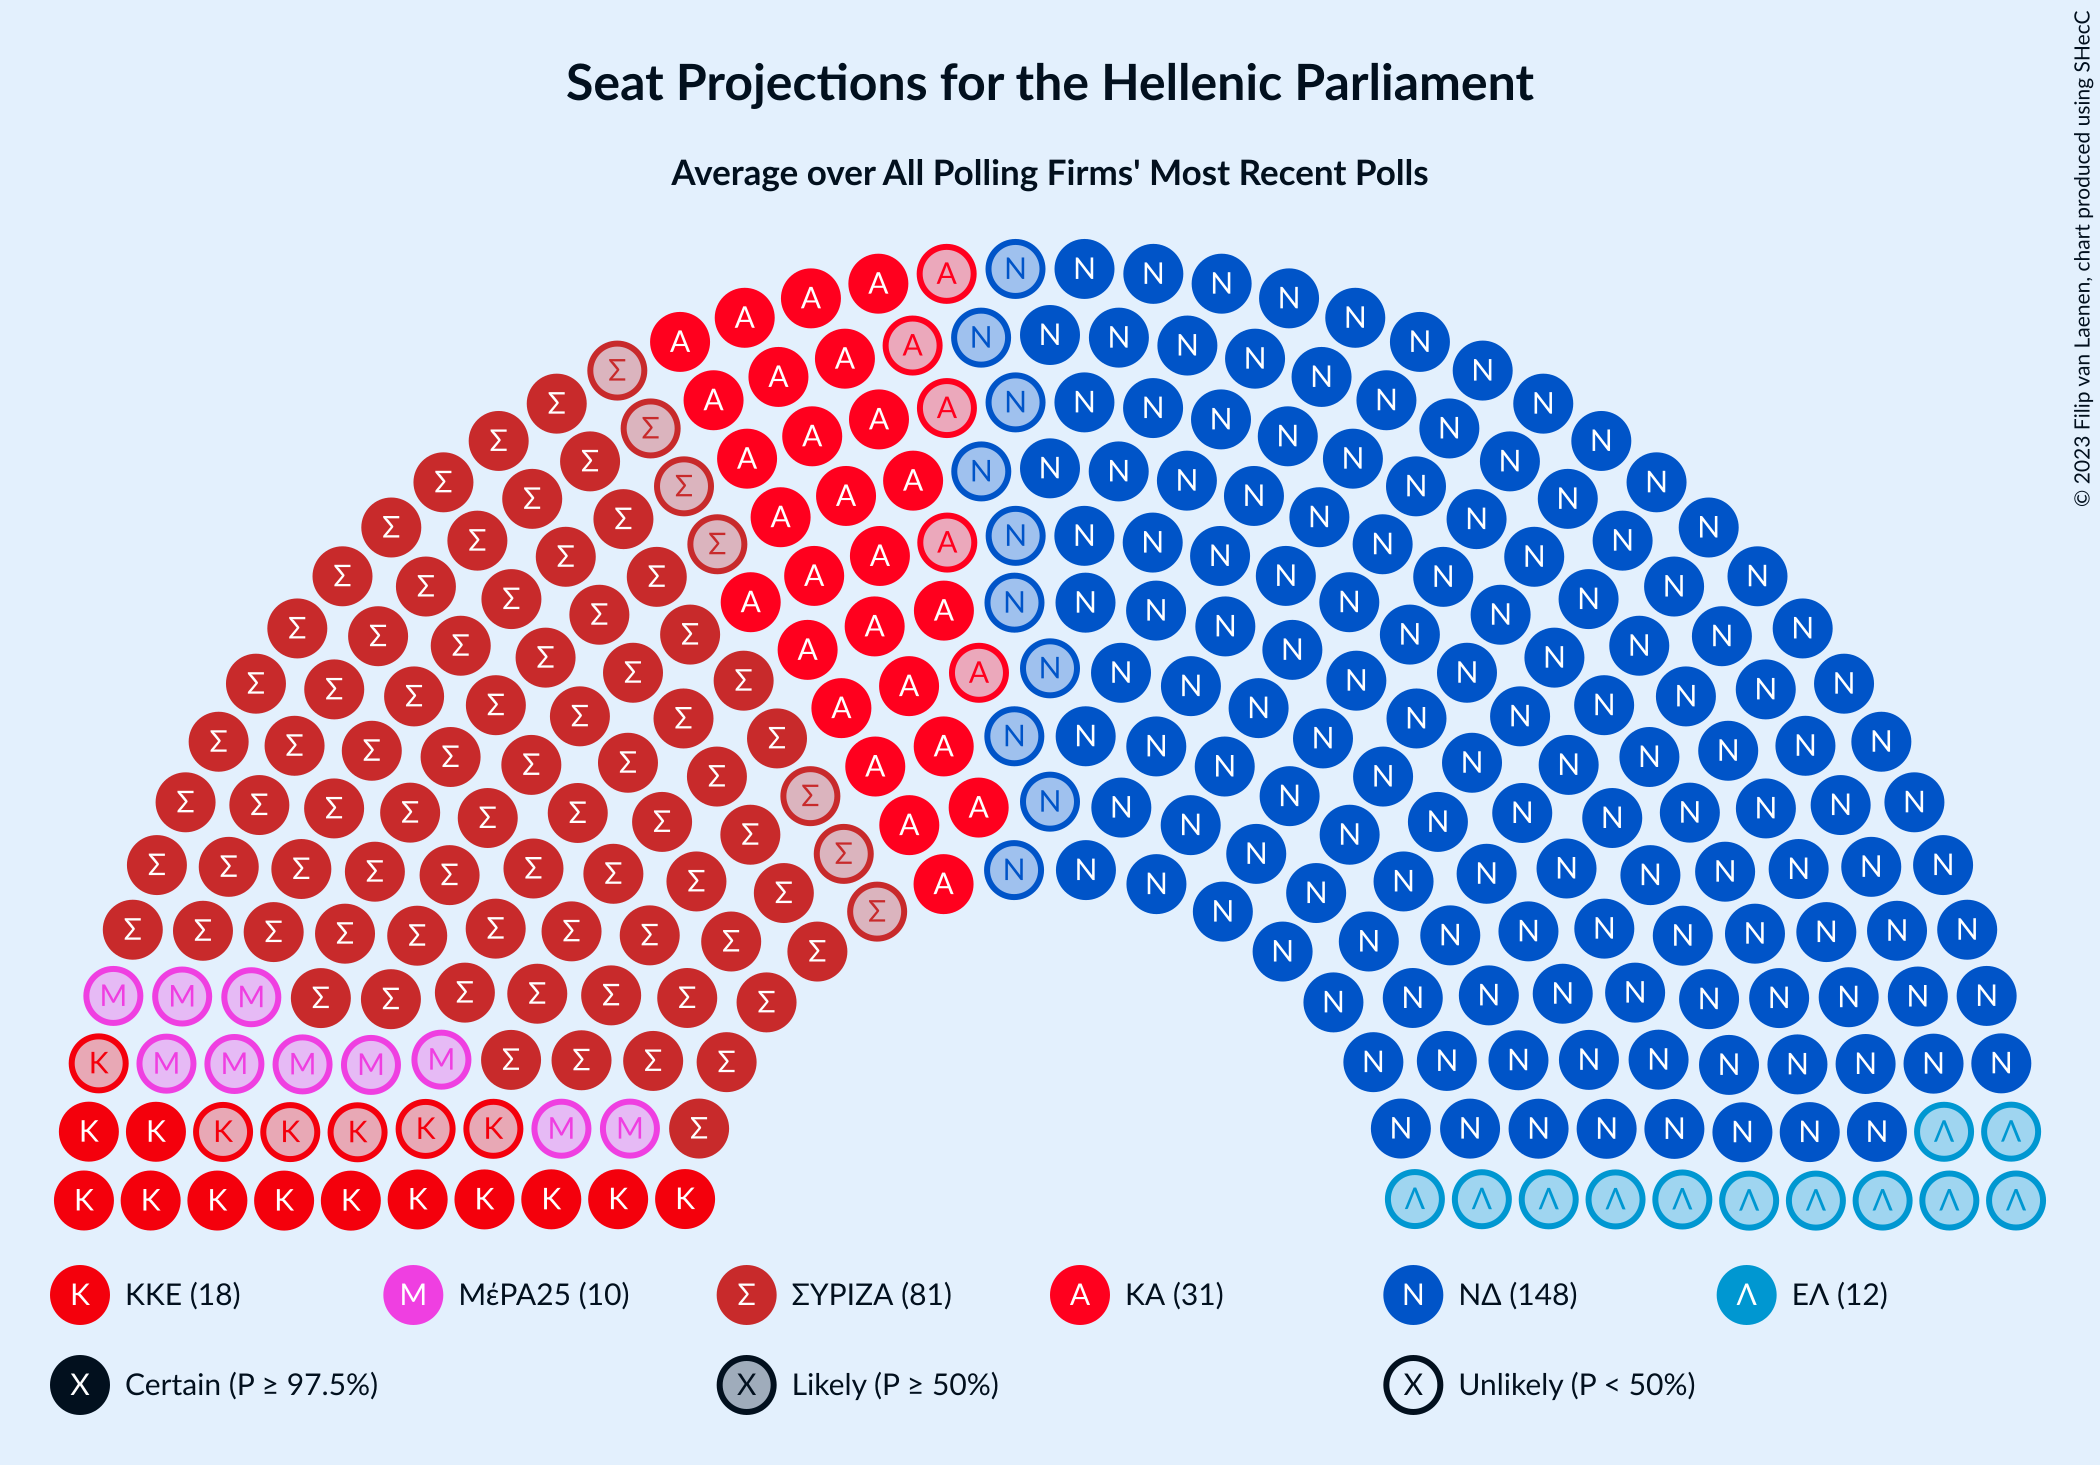 Seat Projections for the Hellenic Parliament
Average over All Polling Firms' Most Recent Polls
© 2023 Filip van Laenen, chart produced using SHecC
Κ ΚΚΕ (18)
Μ ΜέΡΑ25 (10)
Σ ΣΥΡΙΖΑ (81)
Α ΚΑ (31)
Ν ΝΔ (148)
Λ ΕΛ (12)
X Certain (P ≥ 97.5%)
X Likely (P ≥ 50%)
X Unlikely (P < 50%)